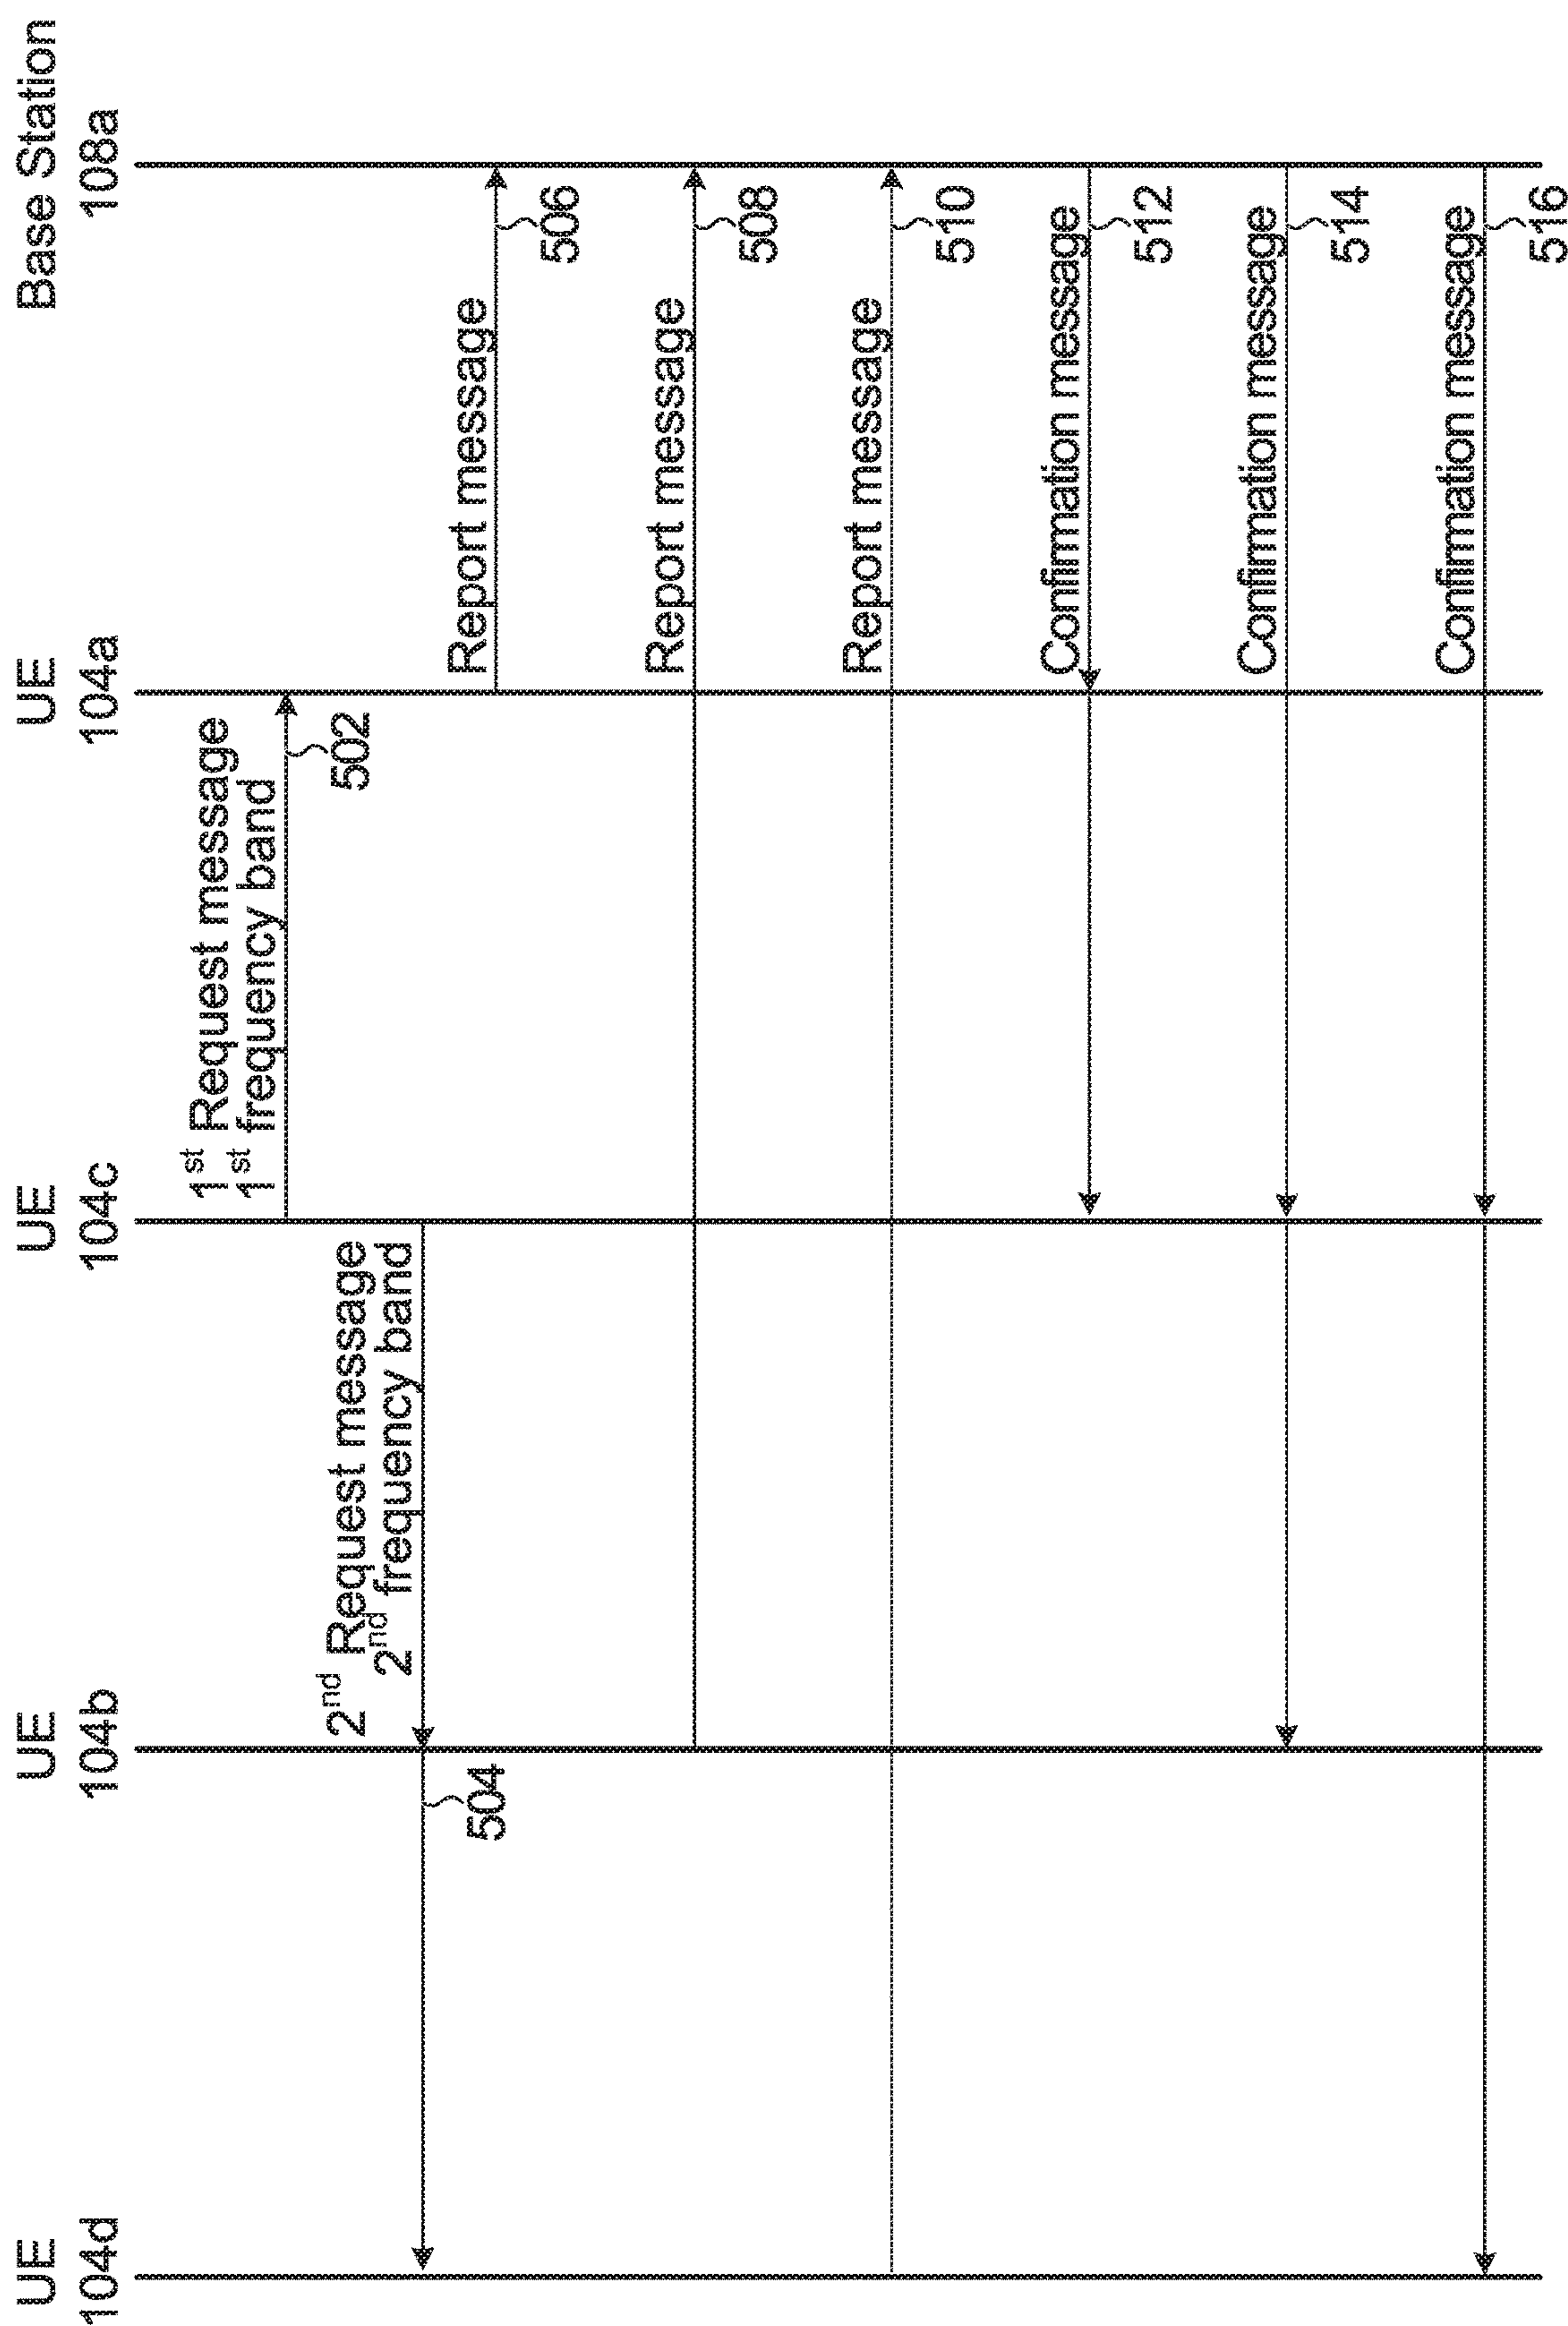 UE
104d
UE
104b
UE
104c
UE
104a
Base Station
108a
1st Request message
1st frequency band
502
2nd Request message
2nd frequency band
504
Report message
506
Report message
508
Report message
510
Confirmation message
512
Confirmation message
514
Confirmation message
516